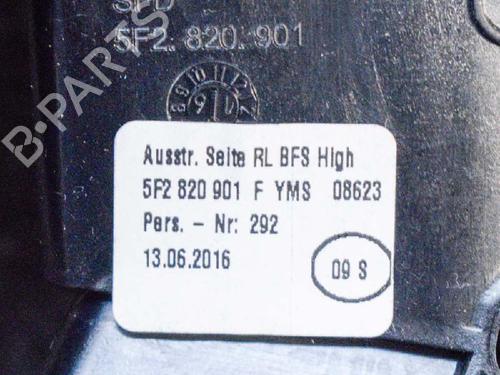 5F2. 820. 901
B-PARTS
Ausstr. Seite RL BFS High
5F2 820 901 F YMS 08623
Pers. - Nr: 292
13.06.2016
09 S